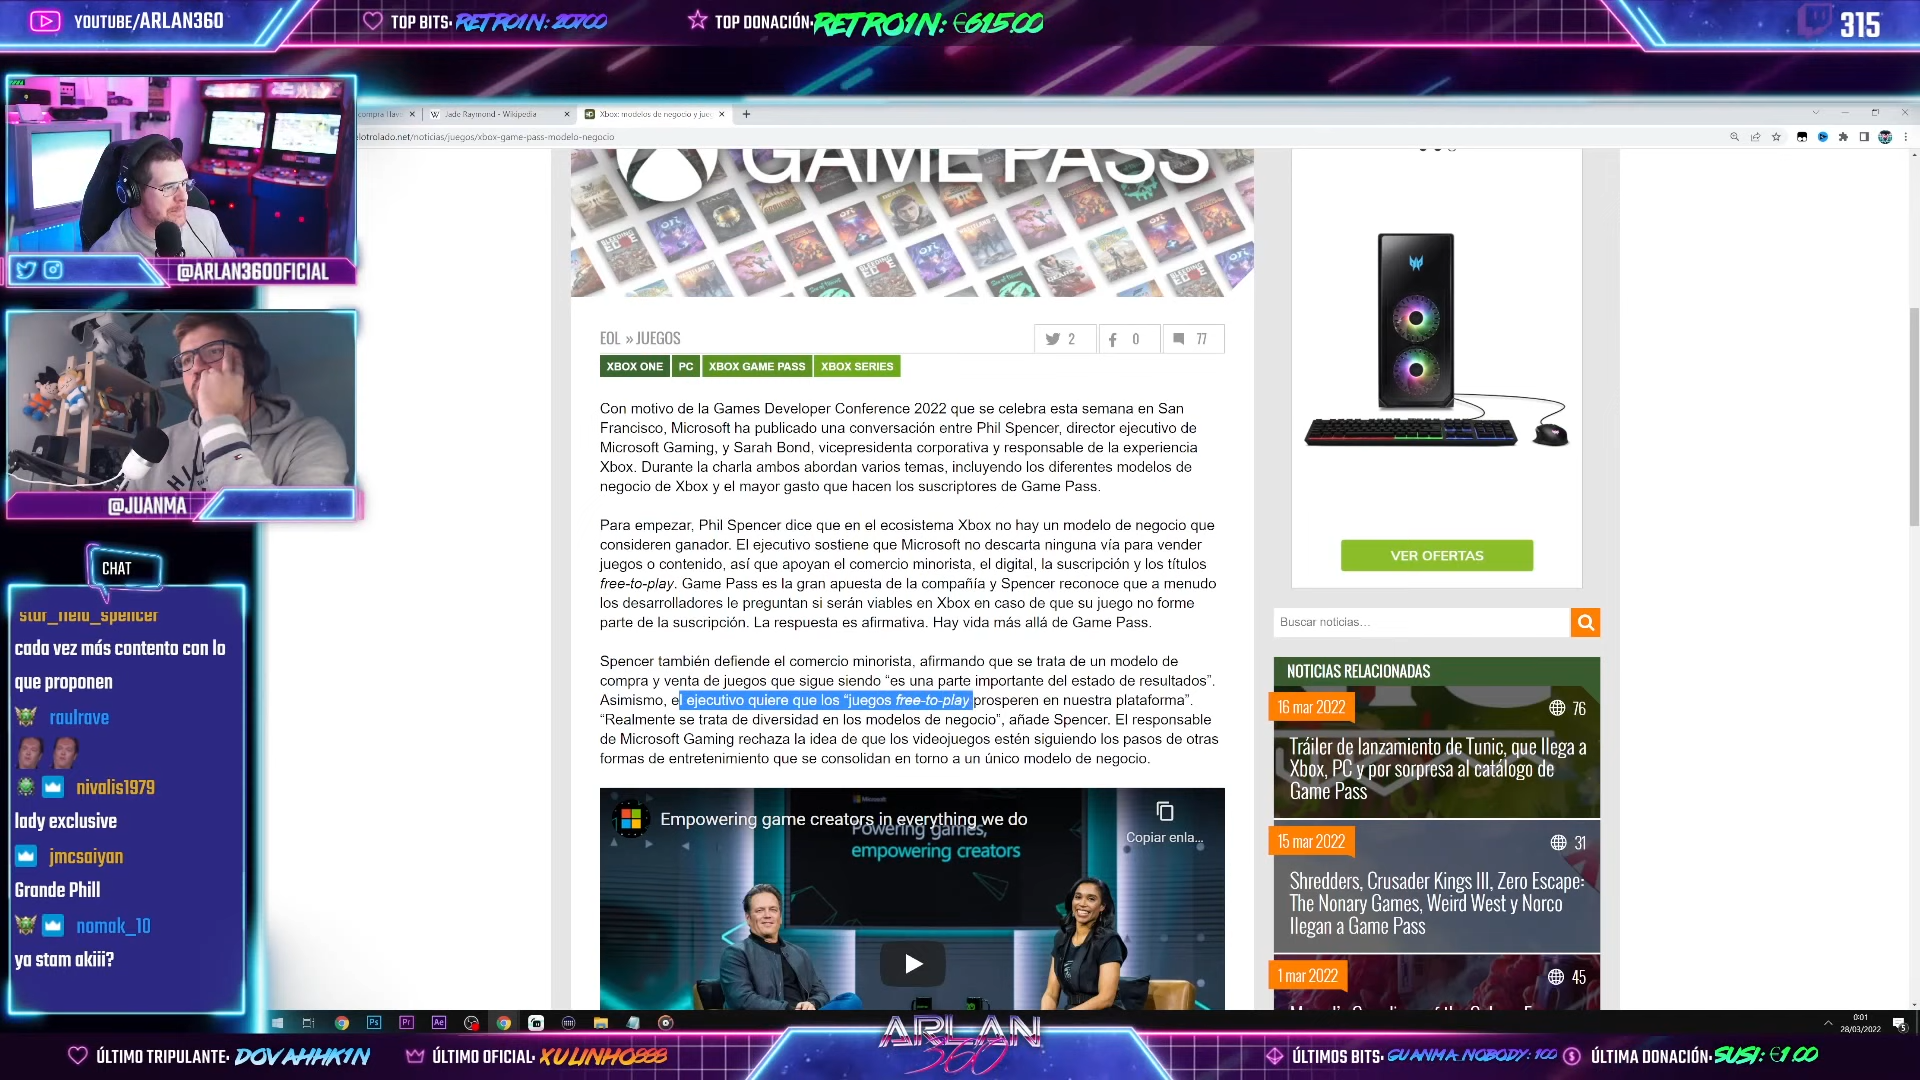 YOUTUBE/ARLAN360
TOP BITS: RETRO1N: 20700
TOP DONACIÓN: RETRO1N: €615.00
315
Jade Raymond - Wikipedia
Xbox: modelos de negocio y jue
elotrolado.net/noticias/juegos/xbox-game-pass-modelo-negocio
@ARLAN360OFICIAL
@JUANMA
CHAT
star_field_spencer
cada vez más contento con lo
que proponen
raulrave
nivalis1979
lady exclusive
jmcsaiyan
Grande Phill
nomak_10
ya stam akiii?
GAME PASS
EOL » JUEGOS
2
0
77
XBOX ONE
PC
XBOX GAME PASS
XBOX SERIES
Con motivo de la Games Developer Conference 2022 que se celebra esta semana en San
Francisco, Microsoft ha publicado una conversación entre Phil Spencer, director ejecutivo de
Microsoft Gaming, y Sarah Bond, vicepresidenta corporativa y responsable de la experiencia
Xbox. Durante la charla ambos abordan varios temas, incluyendo los diferentes modelos de
negocio de Xbox y el mayor gasto que hacen los suscriptores de Game Pass.
Para empezar, Phil Spencer dice que en el ecosistema Xbox no hay un modelo de negocio que
consideren ganador. El ejecutivo sostiene que Microsoft no descarta ninguna vía para vender
juegos o contenido, así que apoyan el comercio minorista, el digital, la suscripción y los títulos
free-to-play. Game Pass es la gran apuesta de la compañía y Spencer reconoce que a menudo
los desarrolladores le preguntan si serán viables en Xbox en caso de que su juego no forme
parte de la suscripción. La respuesta es afirmativa. Hay vida más allá de Game Pass.
Spencer también defiende el comercio minorista, afirmando que se trata de un modelo de
compra y venta de juegos que sigue siendo “es una parte importante del estado de resultados”.
Asimismo, el ejecutivo quiere que los “juegos free-to-play prosperen en nuestra plataforma”.
“Realmente se trata de diversidad en los modelos de negocio”, añade Spencer. El responsable
de Microsoft Gaming rechaza la idea de que los videojuegos estén siguiendo los pasos de otras
formas de entretenimiento que se consolidan en torno a un único modelo de negocio.
Empowering game creators in everything we do
Copiar enla...
Microsoft
Powering games,
empowering creators
VER OFERTAS
Buscar noticias...
NOTICIAS RELACIONADAS
16 mar 2022
76
Tráiler de lanzamiento de Tunic, que llega a
Xbox, PC y por sorpresa al catálogo de
Game Pass
15 mar 2022
31
Shredders, Crusader Kings III, Zero Escape:
The Nonary Games, Weird West y Norco
llegan a Game Pass
1 mar 2022
45
0:01
28/03/2022
ÚLTIMO TRIPULANTE: DOVAHHK1N
ÚLTIMO OFICIAL: XULINHO888
ARLAN
360
ÚLTIMOS BITS: GUANMA_NOBODY: 100
ÚLTIMA DONACIÓN: SUSI: €1.00